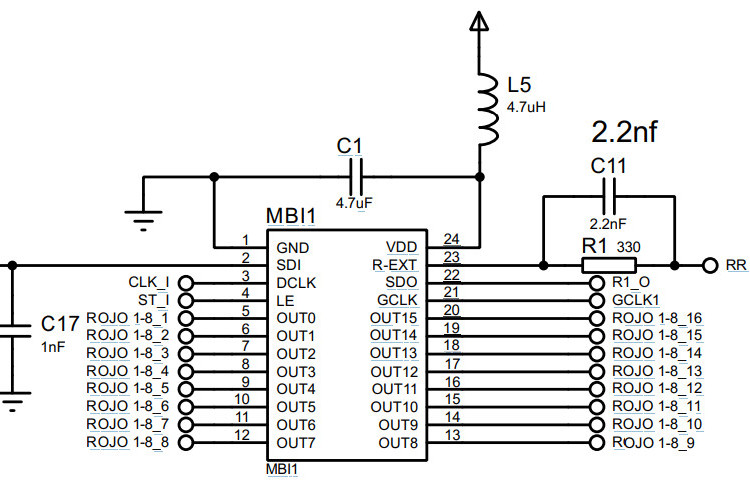 L5
4.7uH
2.2nf
C1
C11
4.7uF
2.2nF
MBI1
R1 330
1 GND VDD 24
2 SDI R-EXT 23 RR
CLK_I 3 DCLK SDO 22 R1_O
ST_I 4 LE GCLK 21 GCLK1
ROJO 1-8_1 5 OUT0 OUT15 20 ROJO 1-8_16
C17 ROJO 1-8_2 6 OUT1 OUT14 19 ROJO 1-8_15
1nF ROJO 1-8_3 7 OUT2 OUT13 18 ROJO 1-8_14
ROJO 1-8_4 8 OUT3 OUT12 17 ROJO 1-8_13
ROJO 1-8_5 9 OUT4 OUT11 16 ROJO 1-8_12
ROJO 1-8_6 10 OUT5 OUT10 15 ROJO 1-8_11
ROJO 1-8_7 11 OUT6 OUT9 14 ROJO 1-8_10
ROJO 1-8_8 12 OUT7 OUT8 13 ROJO 1-8_9
MBI1